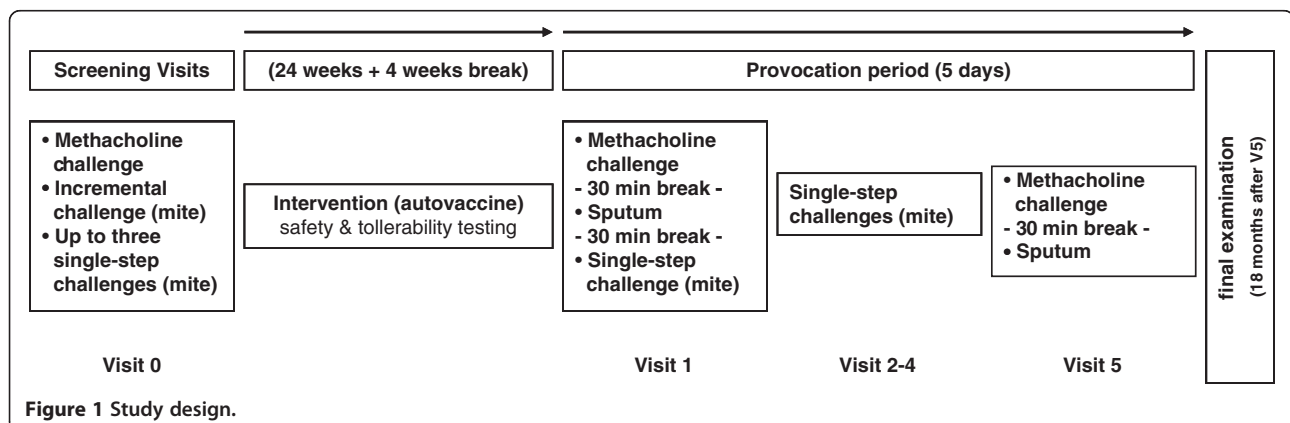 Screening Visits
(24 weeks + 4 weeks break)
Provocation period (5 days)
• Methacholine
challenge
• Incremental
challenge (mite)
• Up to three
single-step
challenges (mite)
Intervention (autovaccine)
safety & tollerability testing
• Methacholine
challenge
- 30 min break -
• Sputum
- 30 min break -
• Single-step
challenge (mite)
Single-step
challenges (mite)
• Methacholine
challenge
- 30 min break -
• Sputum
final examination
(18 months after V5)
Visit 0
Visit 1
Visit 2-4
Visit 5
Figure 1 Study design.